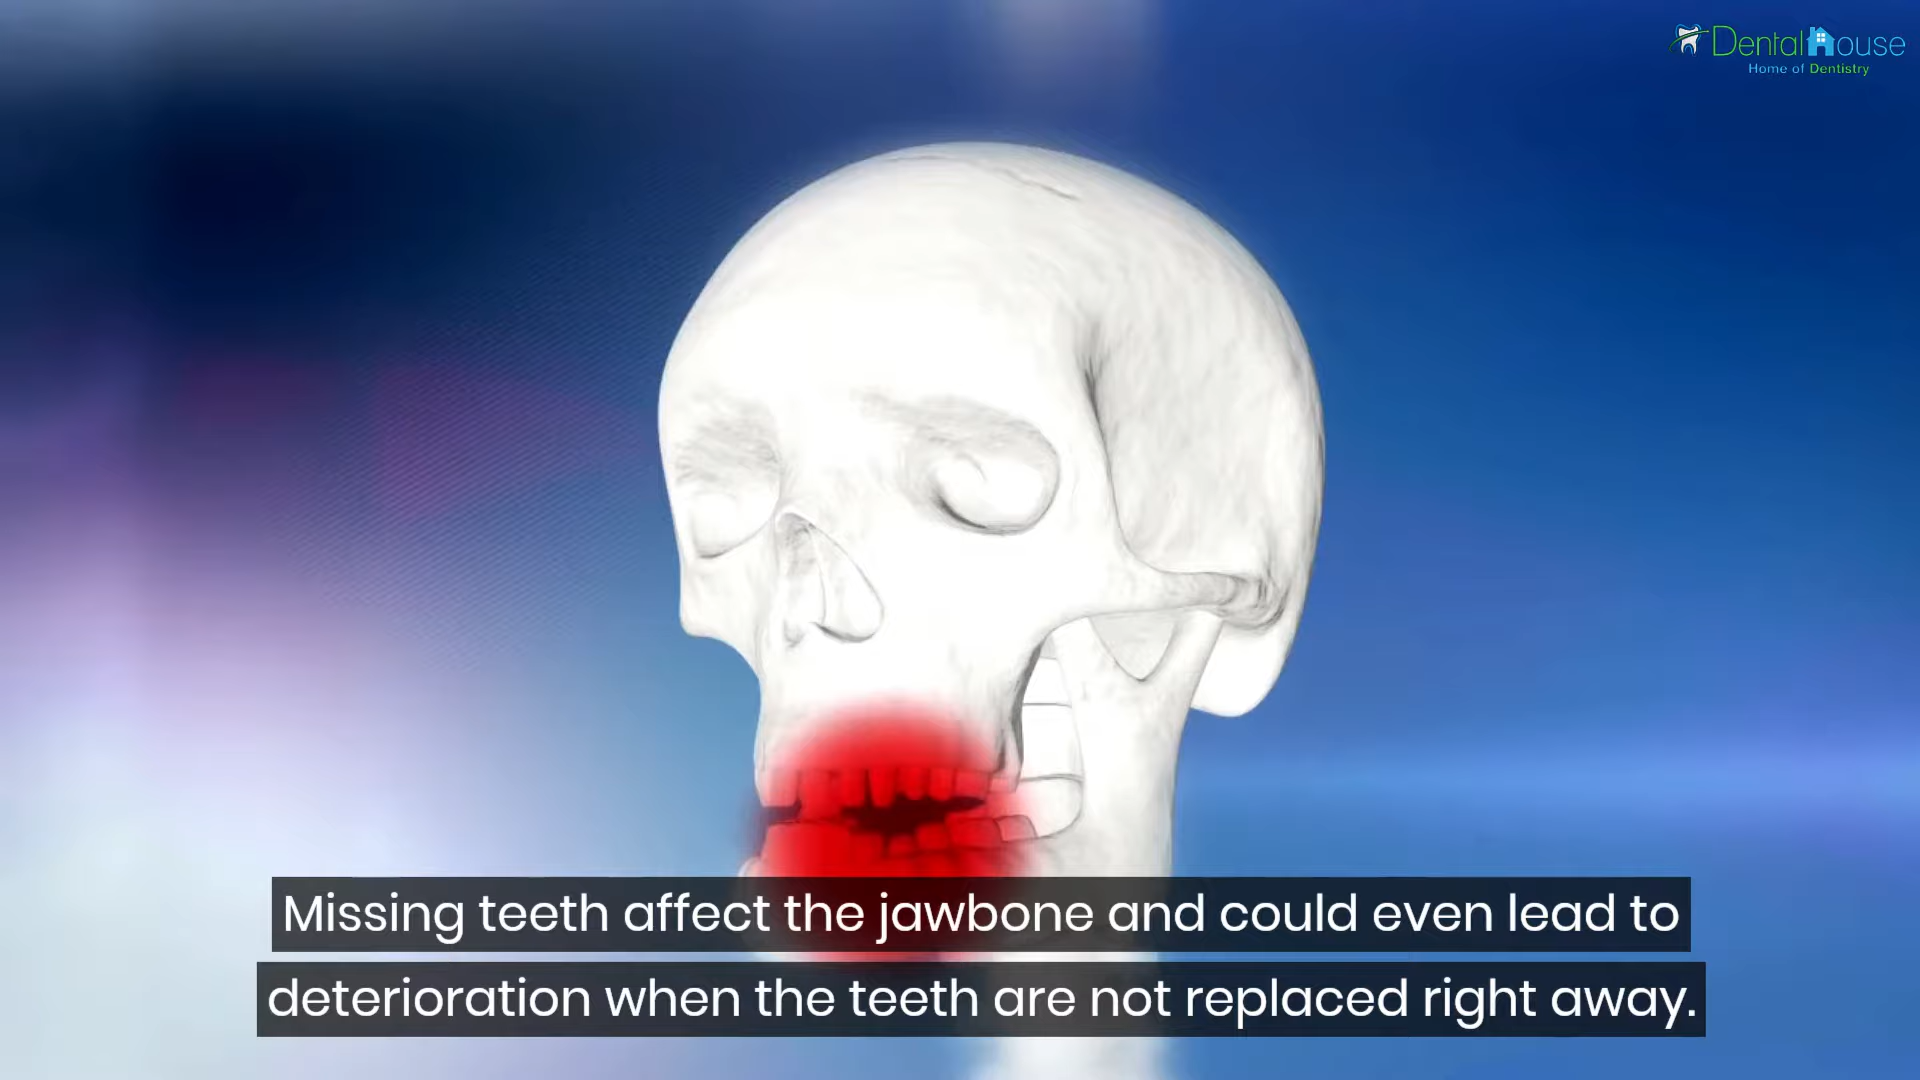 DentalHouse
Home of Dentistry
Missing teeth affect the jawbone and could even lead to
deterioration when the teeth are not replaced right away.